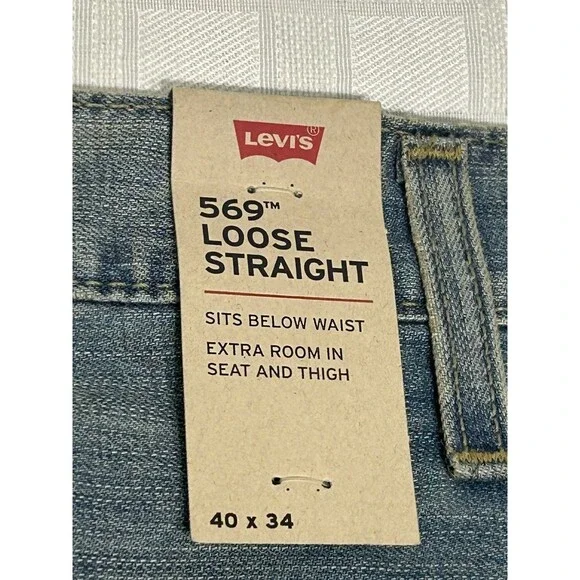 Levi's ®
569™
LOOSE
STRAIGHT
SITS BELOW WAIST
EXTRA ROOM IN
SEAT AND THIGH
40 x 34